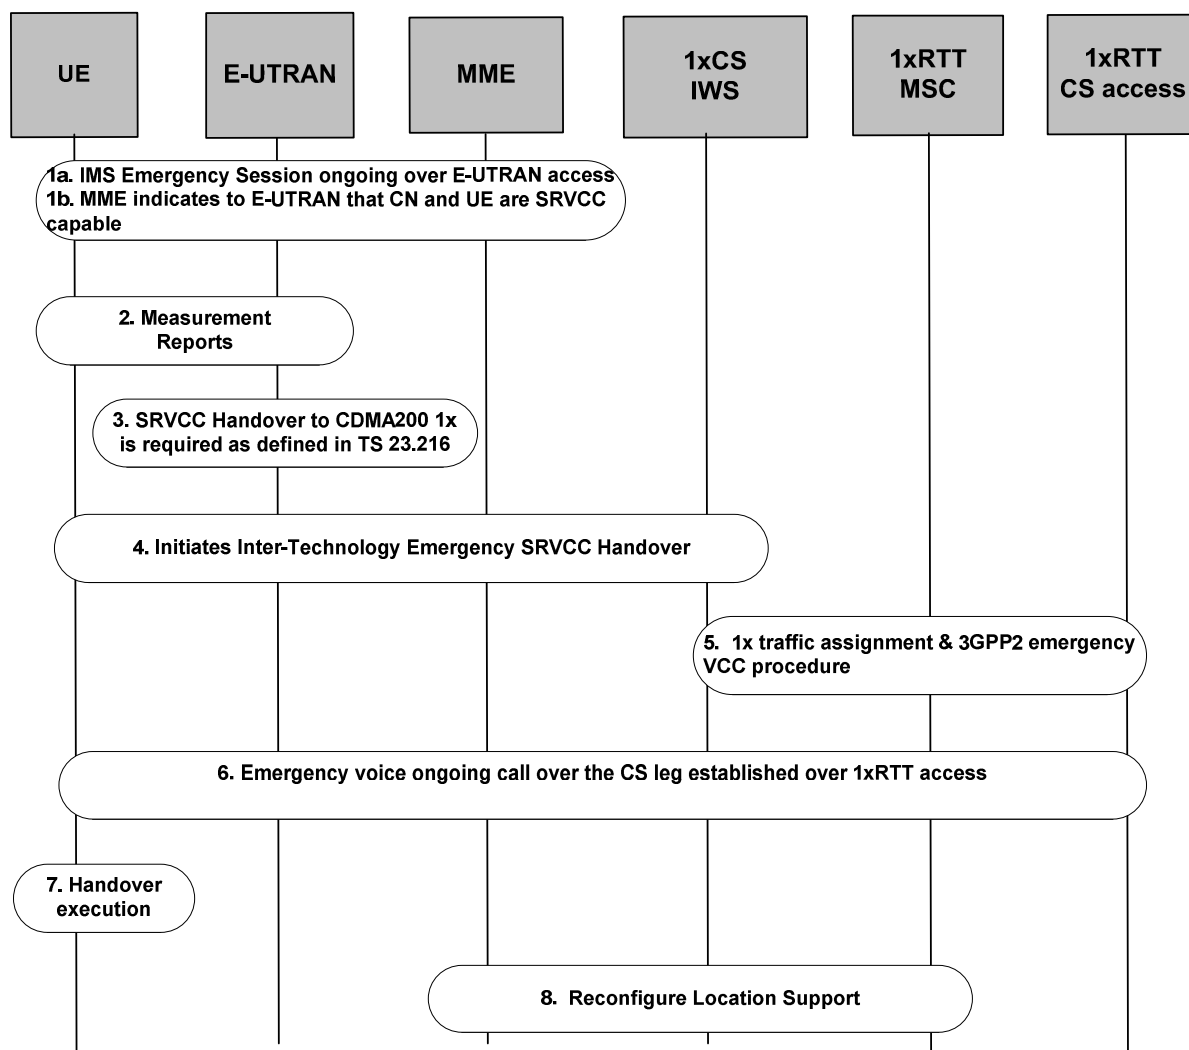 UE
E-UTRAN
MME
1xCS
IWS
1xRTT
MSC
1xRTT
CS access
1a. IMS Emergency Session ongoing over E-UTRAN access
1b. MME indicates to E-UTRAN that CN and UE are SRVCC
capable
2. Measurement
Reports
3. SRVCC Handover to CDMA200 1x
is required as defined in TS 23.216
4. Initiates Inter-Technology Emergency SRVCC Handover
5. 1x traffic assignment & 3GPP2 emergency
VCC procedure
6. Emergency voice ongoing call over the CS leg established over 1xRTT access
7. Handover
execution
8. Reconfigure Location Support